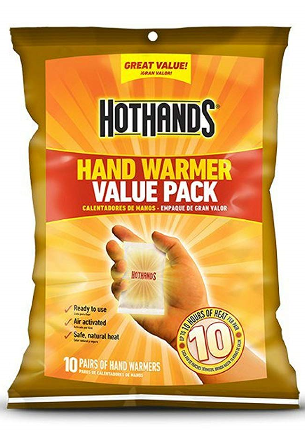 GREAT VALUE!
¡GRAN VALOR!
HOTHANDS®
HAND WARMER
VALUE PACK
CALENTADORES DE MANOS - EMPAQUE DE GRAN VALOR
HOTHANDS
✓ Ready to use
✓ Air activated
✓ Safe, natural heat
UP TO 10 HOURS OF HEAT
10
10 PAIRS OF HAND WARMERS
PARES DE CALENTADORES DE MANOS